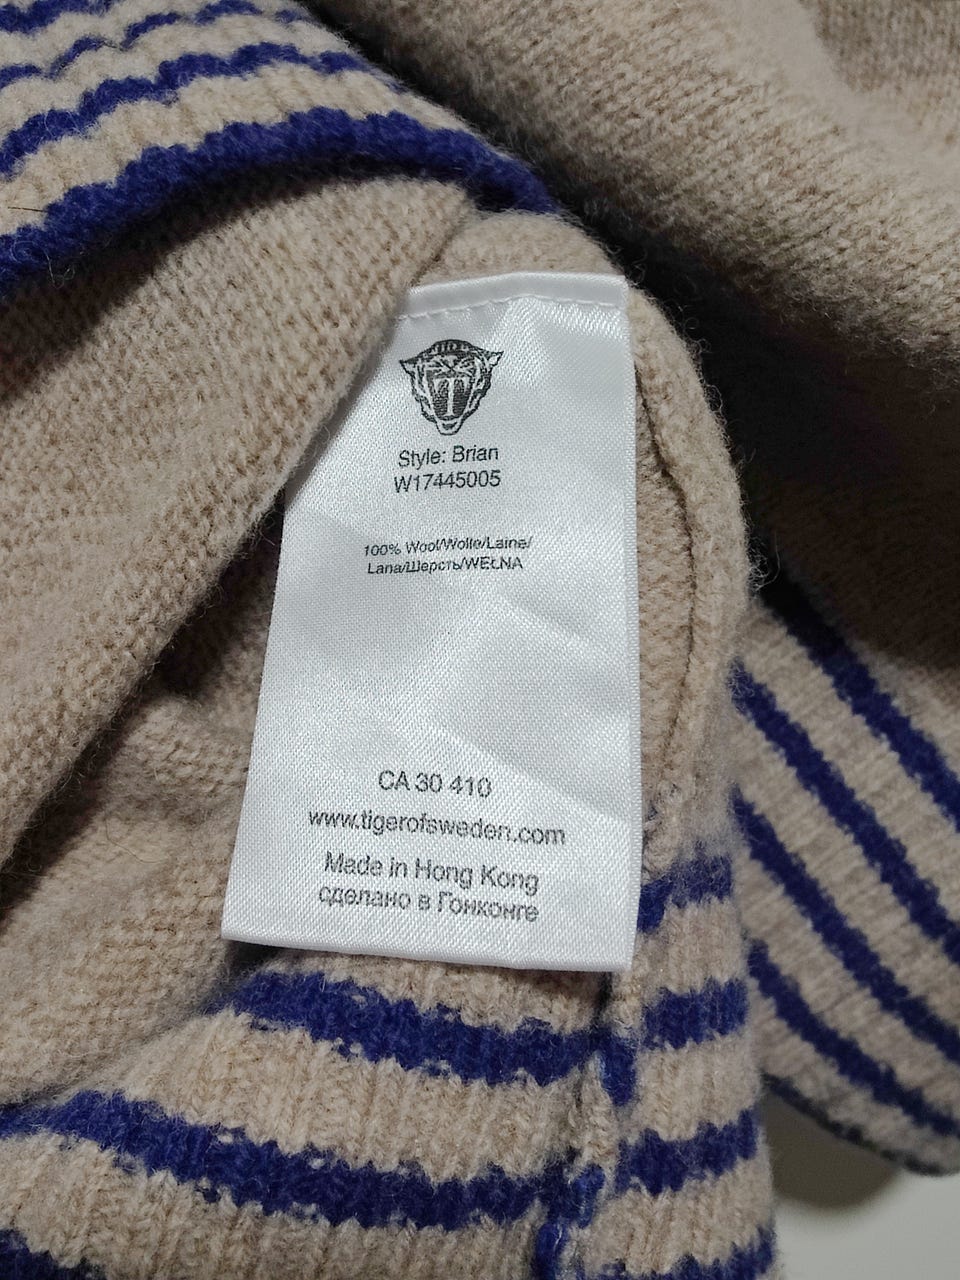 Style: Brian
W17445005
100% Wool/Wolle/Laine/
Lana/Шерсть/WEŁNA
CA 30 410
www.tigerofsweden.com
Made in Hong Kong
сделано в Гонконге